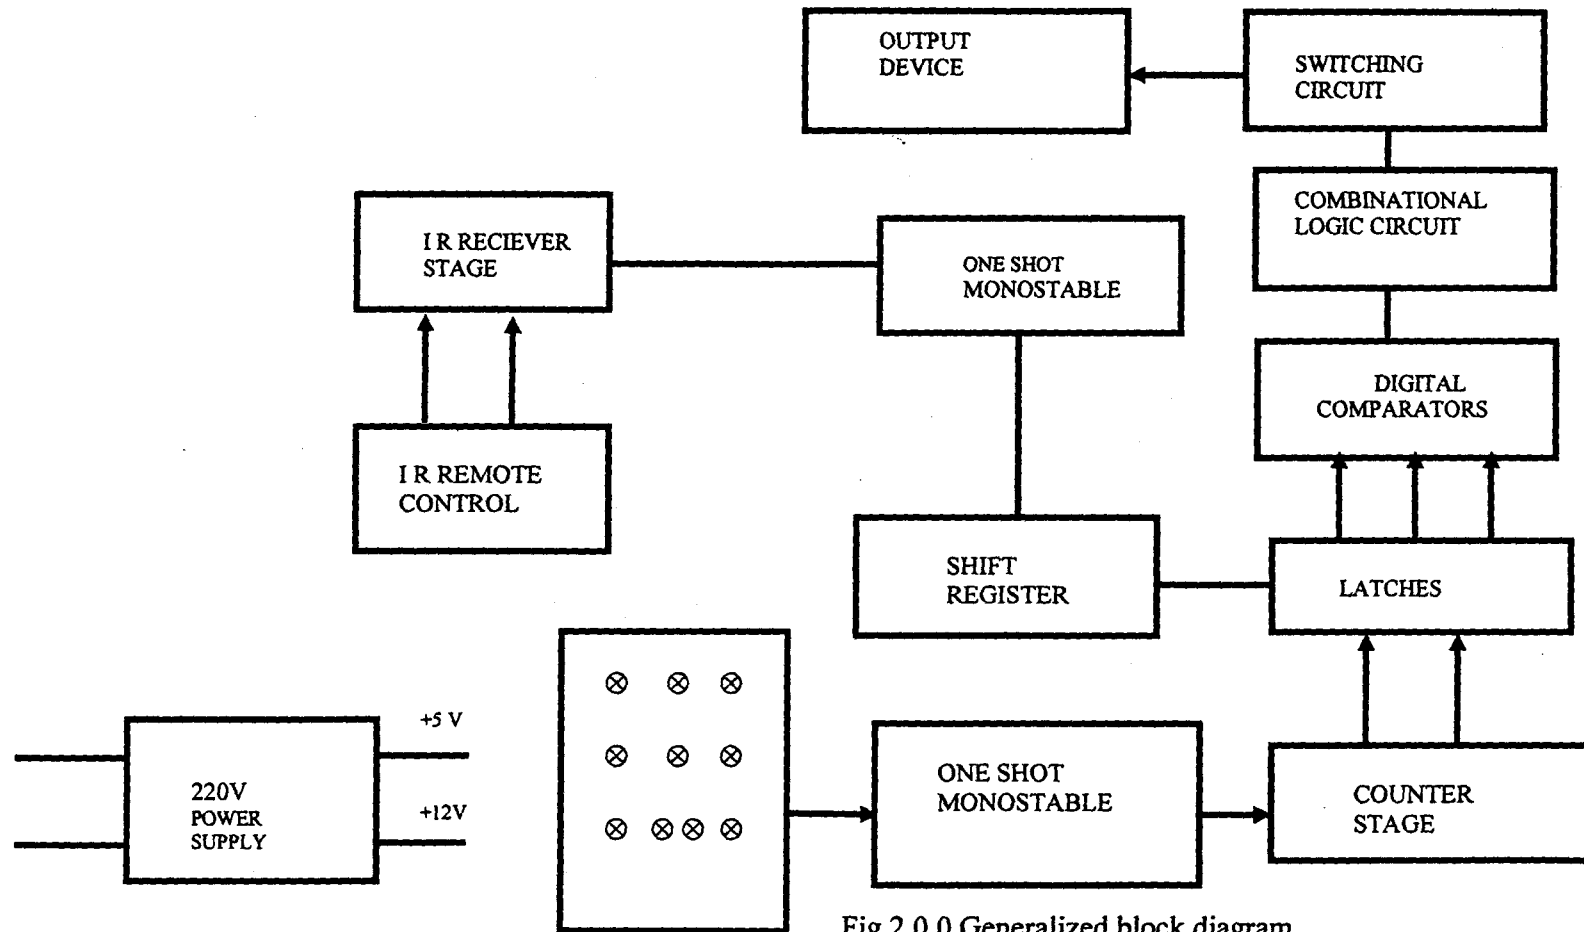 OUTPUT
DEVICE
SWITCHING
CIRCUIT
COMBINATIONAL
LOGIC CIRCUIT
I R RECIEVER
STAGE
ONE SHOT
MONOSTABLE
DIGITAL
COMPARATORS
I R REMOTE
CONTROL
SHIFT
REGISTER
LATCHES
+5 V
220V
POWER
SUPPLY
+12V
ONE SHOT
MONOSTABLE
COUNTER
STAGE
Fig 2.0.0 Generalized block diagram